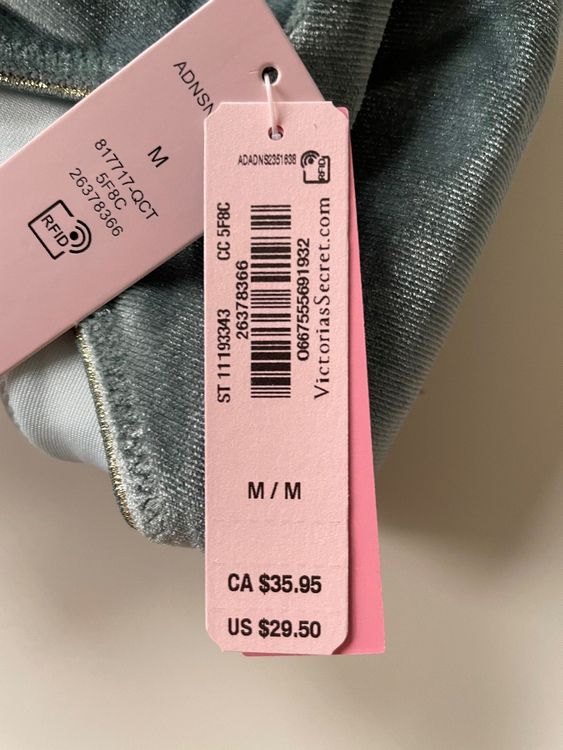 ADNSN
M
817717-QCT
5F8C
26378366
RFID
ADADNS2351838
RFID
ST 11193343 CC 5F8C
26378366
0667555691932
VictoriasSecret.com
M / M
CA $35.95
US $29.50